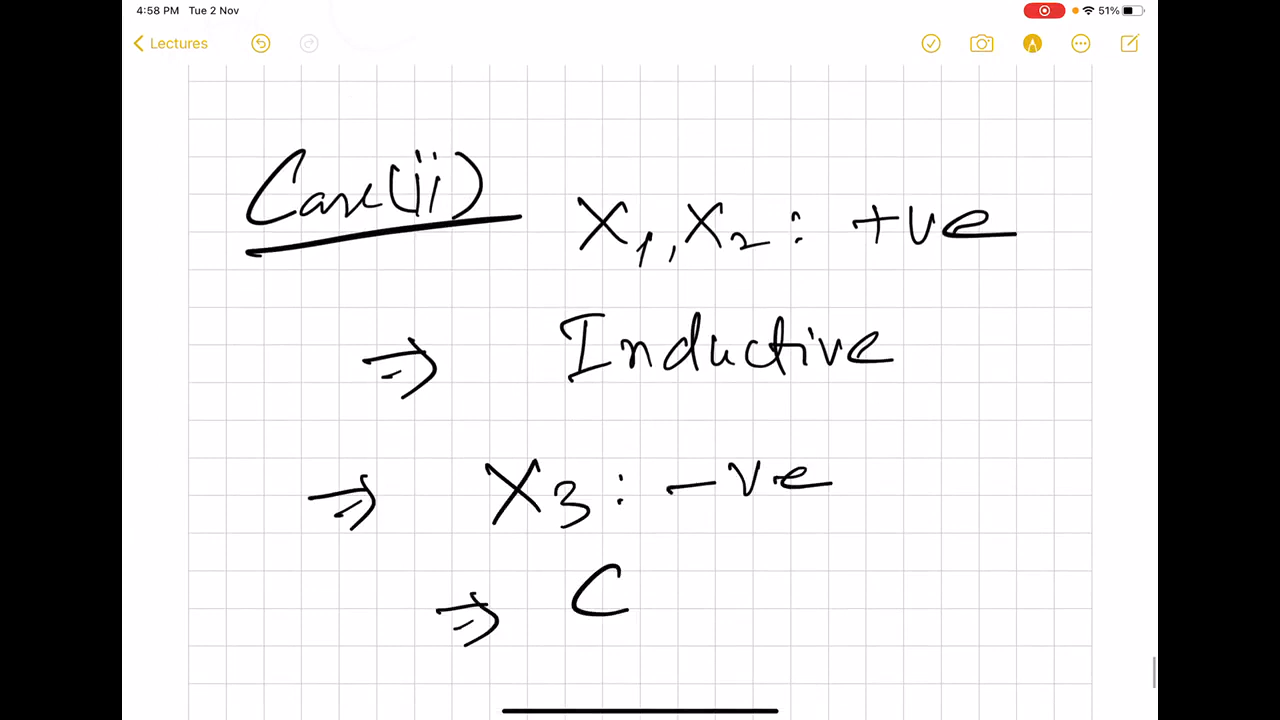 4:58 PM Tue 2 Nov 51%
Lectures
Case(ii) X1, X2 : +ve
⇒ Inductive
⇒ X3 : -ve
⇒ C